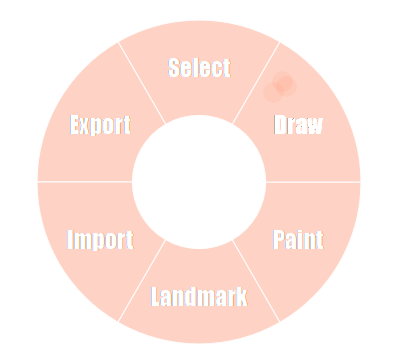 Select
Draw
Paint
Landmark
Import
Export